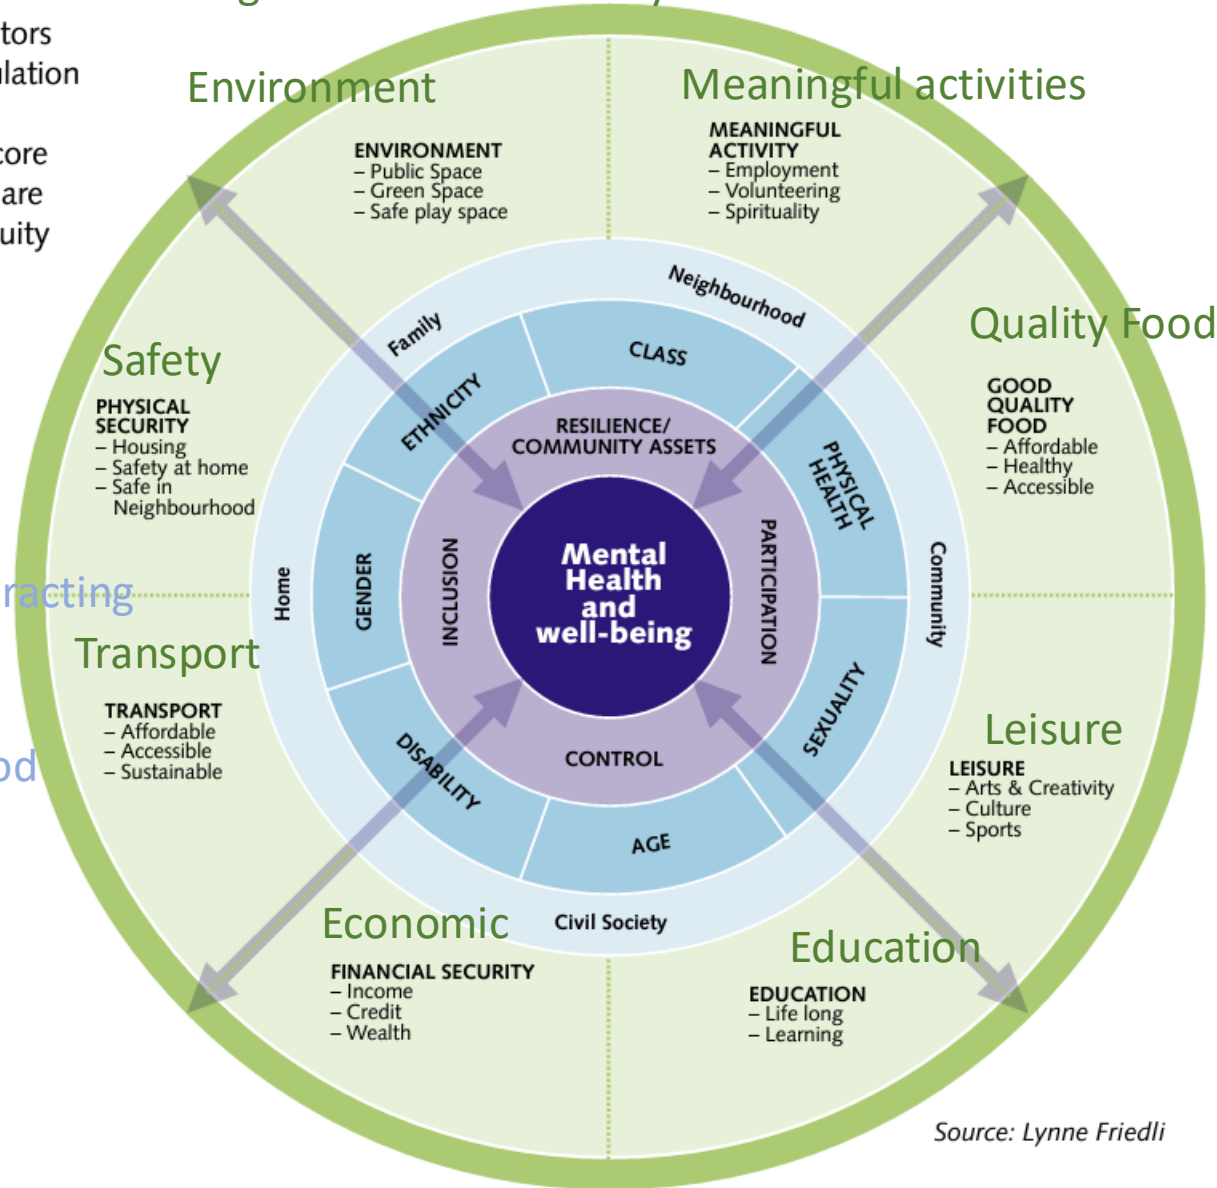 tors
ulation
core
are
uity
Environment
ENVIRONMENT
– Public Space
– Green Space
– Safe play space
Meaningful activities
MEANINGFUL
ACTIVITY
– Employment
– Volunteering
– Spirituality
Quality Food
GOOD
QUALITY
FOOD
– Affordable
– Healthy
– Accessible
Safety
PHYSICAL
SECURITY
– Housing
– Safety at home
– Safe in
Neighbourhood
racting
Transport
TRANSPORT
– Affordable
– Accessible
– Sustainable
od
Leisure
LEISURE
– Arts & Creativity
– Culture
– Sports
Economic
FINANCIAL SECURITY
– Income
– Credit
– Wealth
Education
EDUCATION
– Life long
– Learning
Family
Neighbourhood
Community
Civil Society
Home
ETHNICITY
CLASS
PHYSICAL
HEALTH
SEXUALITY
AGE
DISABILITY
GENDER
RESILIENCE/
COMMUNITY ASSETS
PARTICIPATION
CONTROL
INCLUSION
Mental
Health
and
well-being
Source: Lynne Friedli